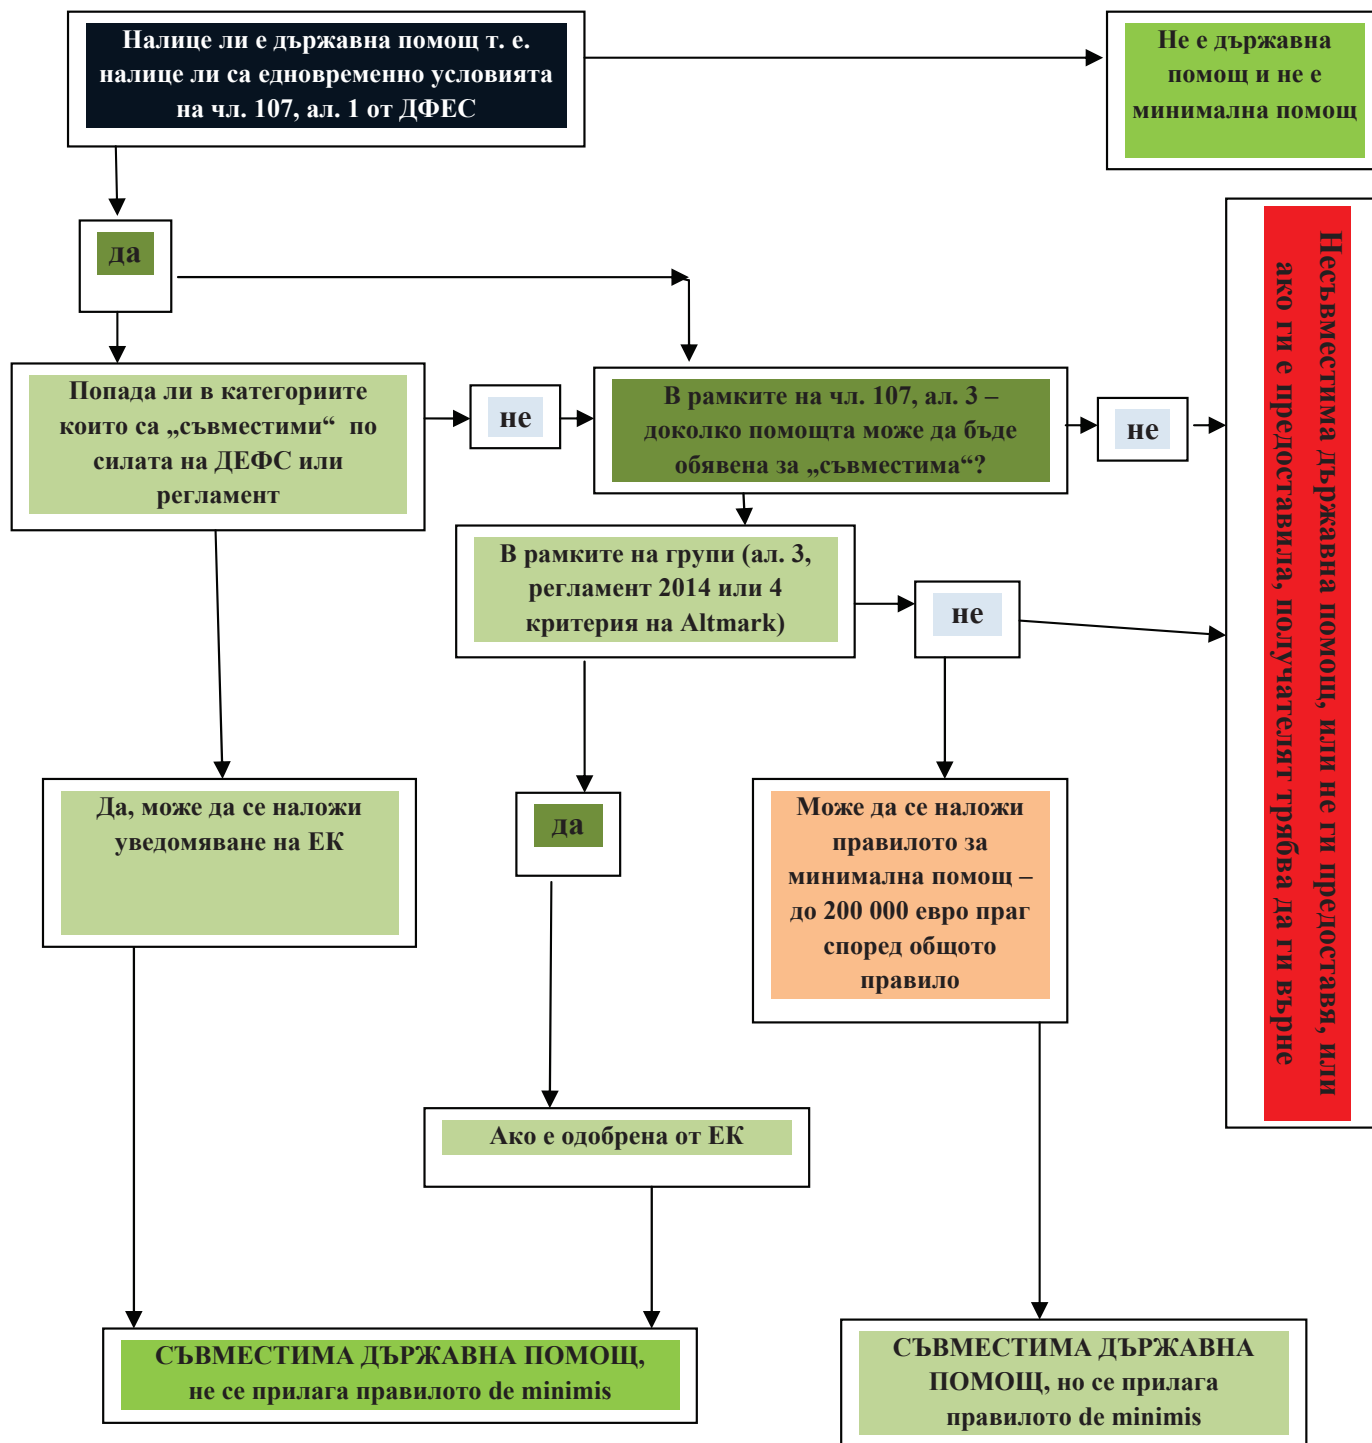 Налице ли е държавна помощ т. е.
налице ли са едновременно условията
на чл. 107, ал. 1 от ДФЕС
Не е държавна
помощ и не е
минимална помощ
да
Попада ли в категориите
които са „съвместими“ по
силата на ДЕФС или
регламент
не
В рамките на чл. 107, ал. 3 –
доколко помощта може да бъде
обявена за „съвместима“?
не
Несъвместима държавна помощ, или не ги предоставя, или
ако ги е предоставила, получателят трябва да ги върне
В рамките на групи (ал. 3,
регламент 2014 или 4
критерия на Altmark)
не
Да, може да се наложи
уведомяване на ЕК
да
Може да се наложи
правилото за
минимална помощ –
до 200 000 евро праг
според общото
правило
Ако е одобрена от ЕК
СЪВМЕСТИМА ДЪРЖАВНА ПОМОЩ,
не се прилага правилото de minimis
СЪВМЕСТИМА ДЪРЖАВНА
ПОМОЩ, но се прилага
правилото de minimis